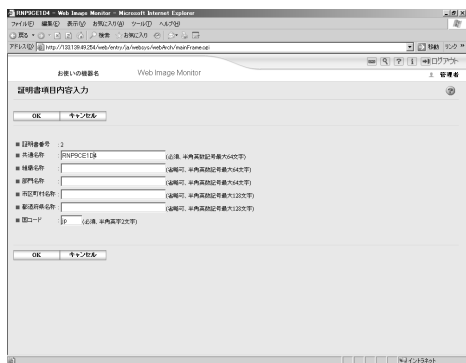 RNP9CE1D4 - Web Image Monitor - Microsoft Internet Explorer
ファイル(F) 編集(E) 表示(V) お気に入り(A) ツール(T) ヘルプ(H)
戻る 検索 お気に入り
アドレス(D) http://133.139.49.254/web/entry/ja/websys/webArch/mainFrame.cgi 移動 リンク
ログアウト
お使いの機器名 Web Image Monitor 管理者
証明書項目内容入力
OK キャンセル
■ 証明書番号 : 2
■ 共通名称 : RNP9CE1D4 (必須、半角英数記号最大64文字)
■ 組織名称 : (省略可、半角英数記号最大64文字)
■ 部門名称 : (省略可、半角英数記号最大64文字)
■ 市区町村名称 : (省略可、半角英数記号最大128文字)
■ 都道府県名称 : (省略可、半角英数記号最大128文字)
■ 国コード : jp (必須、半角英字2文字)
OK キャンセル
イントラネット